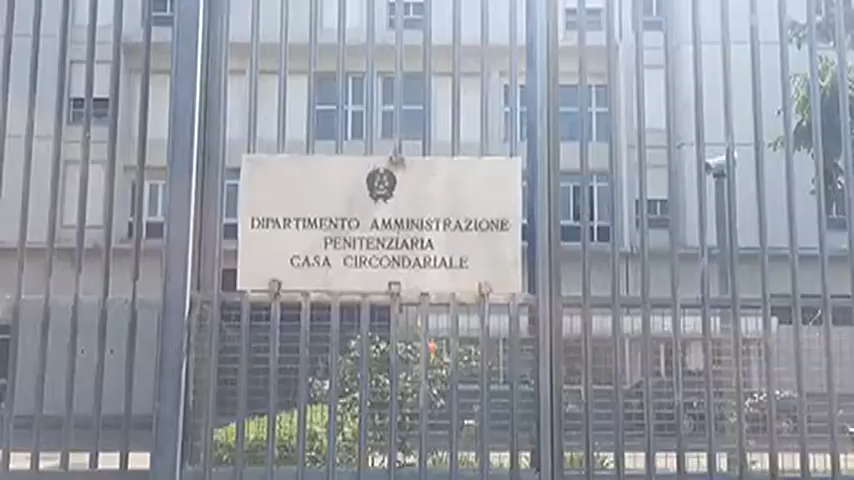 DIPARTIMENTO AMMINISTRAZIONE
PENITENZIARIA
CASA CIRCONDARIALE